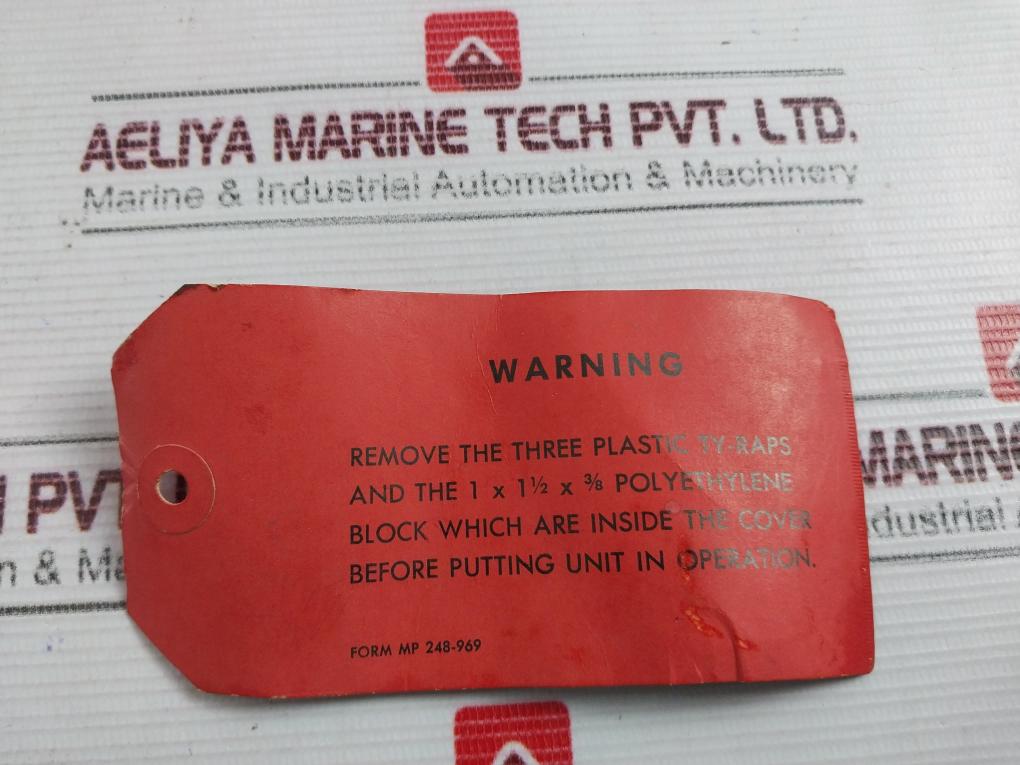 AELIYA MARINE TECH PVT. LTD.
Marine & Industrial Automation & Machinery
WARNING
REMOVE THE THREE PLASTIC TY-RAPS
AND THE 1 x 1½ x ⅜ POLYETHYLENE
BLOCK WHICH ARE INSIDE THE COVER
BEFORE PUTTING UNIT IN OPERATION.
FORM MP 248-969
PVT
MARINE
dustrial
n & Ma